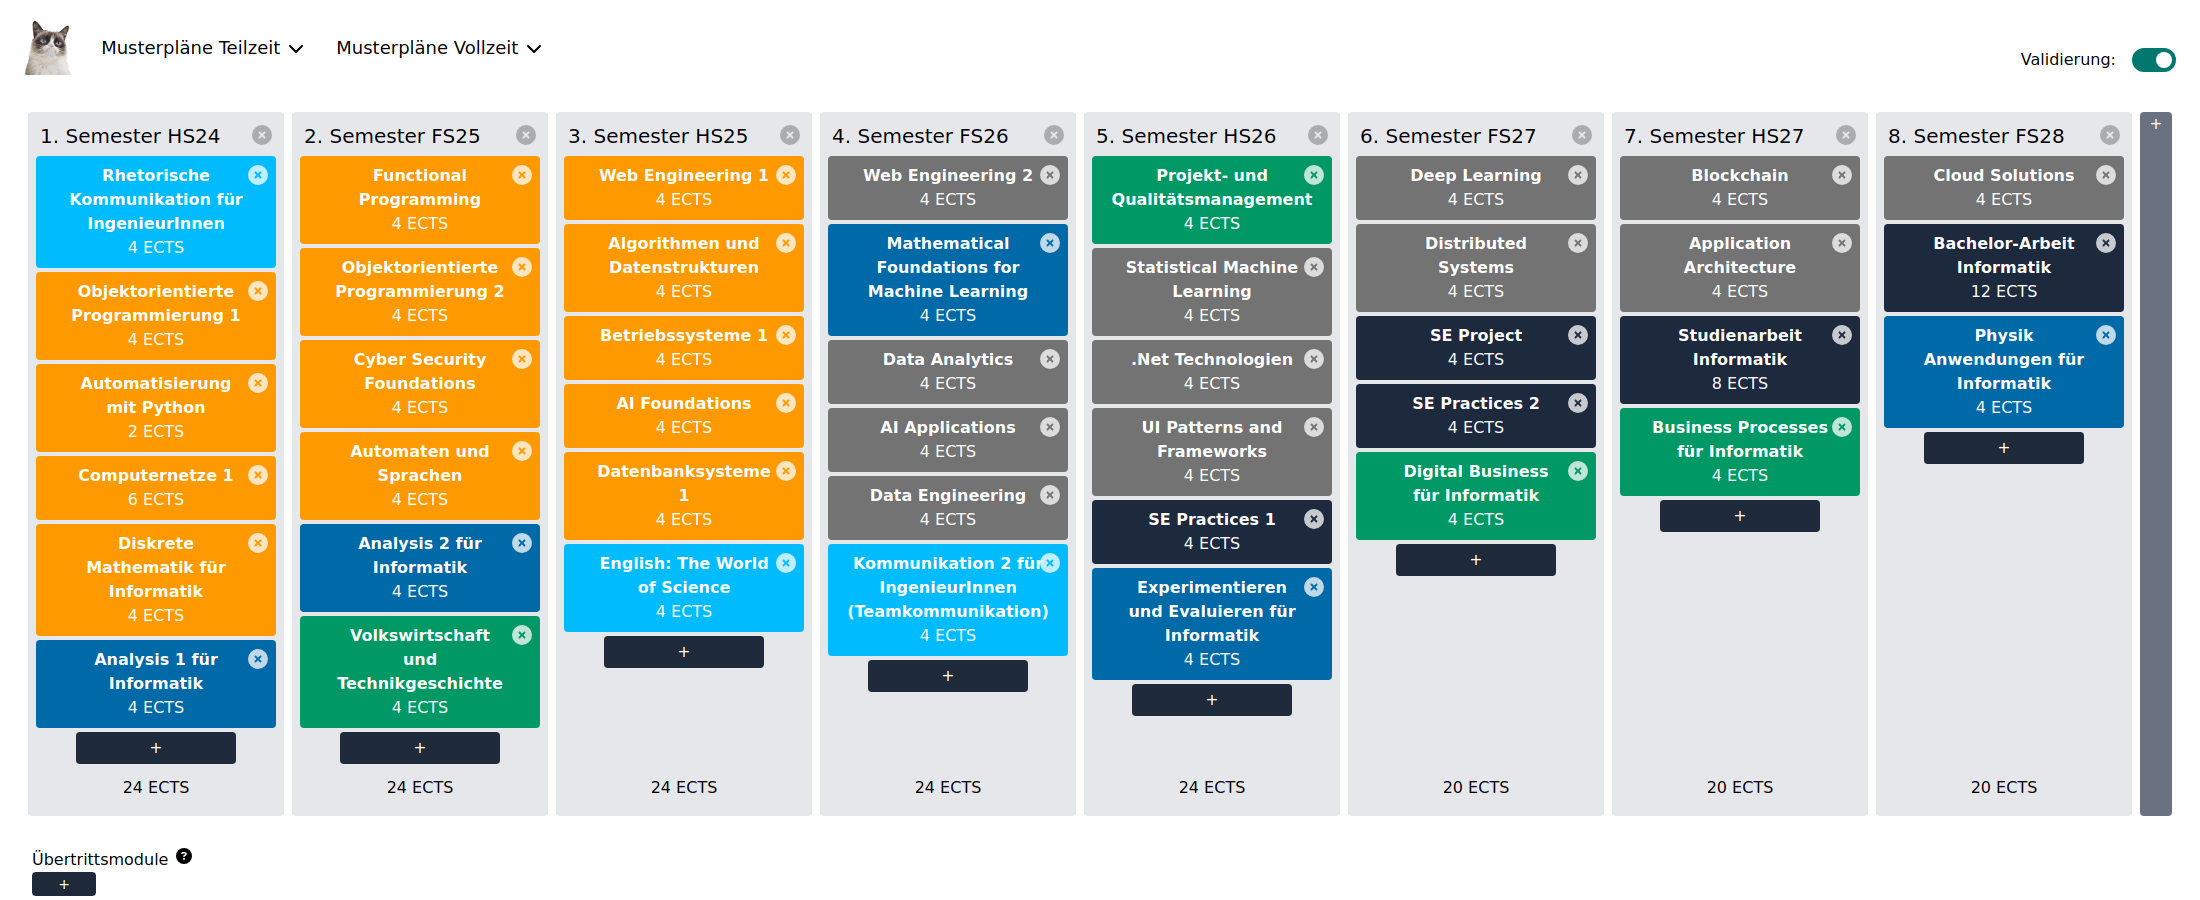 Musterpläne Teilzeit
Musterpläne Vollzeit
Validierung:
1. Semester HS24
Rhetorische
Kommunikation für
IngenieurInnen
4 ECTS
Objektorientierte
Programmierung 1
4 ECTS
Automatisierung
mit Python
2 ECTS
Computernetze 1
6 ECTS
Diskrete
Mathematik für
Informatik
4 ECTS
Analysis 1 für
Informatik
4 ECTS
+
24 ECTS
2. Semester FS25
Functional
Programming
4 ECTS
Objektorientierte
Programmierung 2
4 ECTS
Cyber Security
Foundations
4 ECTS
Automaten und
Sprachen
4 ECTS
Analysis 2 für
Informatik
4 ECTS
Volkswirtschaft
und
Technikgeschichte
4 ECTS
+
24 ECTS
3. Semester HS25
Web Engineering 1
4 ECTS
Algorithmen und
Datenstrukturen
4 ECTS
Betriebssysteme 1
4 ECTS
AI Foundations
4 ECTS
Datenbanksysteme
1
4 ECTS
English: The World
of Science
4 ECTS
+
24 ECTS
4. Semester FS26
Web Engineering 2
4 ECTS
Mathematical
Foundations for
Machine Learning
4 ECTS
Data Analytics
4 ECTS
AI Applications
4 ECTS
Data Engineering
4 ECTS
Kommunikation 2 für
IngenieurInnen
(Teamkommunikation)
4 ECTS
+
24 ECTS
5. Semester HS26
Projekt- und
Qualitätsmanagement
4 ECTS
Statistical Machine
Learning
4 ECTS
.Net Technologien
4 ECTS
UI Patterns and
Frameworks
4 ECTS
SE Practices 1
4 ECTS
Experimentieren
und Evaluieren für
Informatik
4 ECTS
+
24 ECTS
6. Semester FS27
Deep Learning
4 ECTS
Distributed
Systems
4 ECTS
SE Project
4 ECTS
SE Practices 2
4 ECTS
Digital Business
für Informatik
4 ECTS
+
20 ECTS
7. Semester HS27
Blockchain
4 ECTS
Application
Architecture
4 ECTS
Studienarbeit
Informatik
8 ECTS
Business Processes
für Informatik
4 ECTS
+
20 ECTS
8. Semester FS28
Cloud Solutions
4 ECTS
Bachelor-Arbeit
Informatik
12 ECTS
Physik
Anwendungen für
Informatik
4 ECTS
+
20 ECTS
+
Übertrittsmodule ?
+